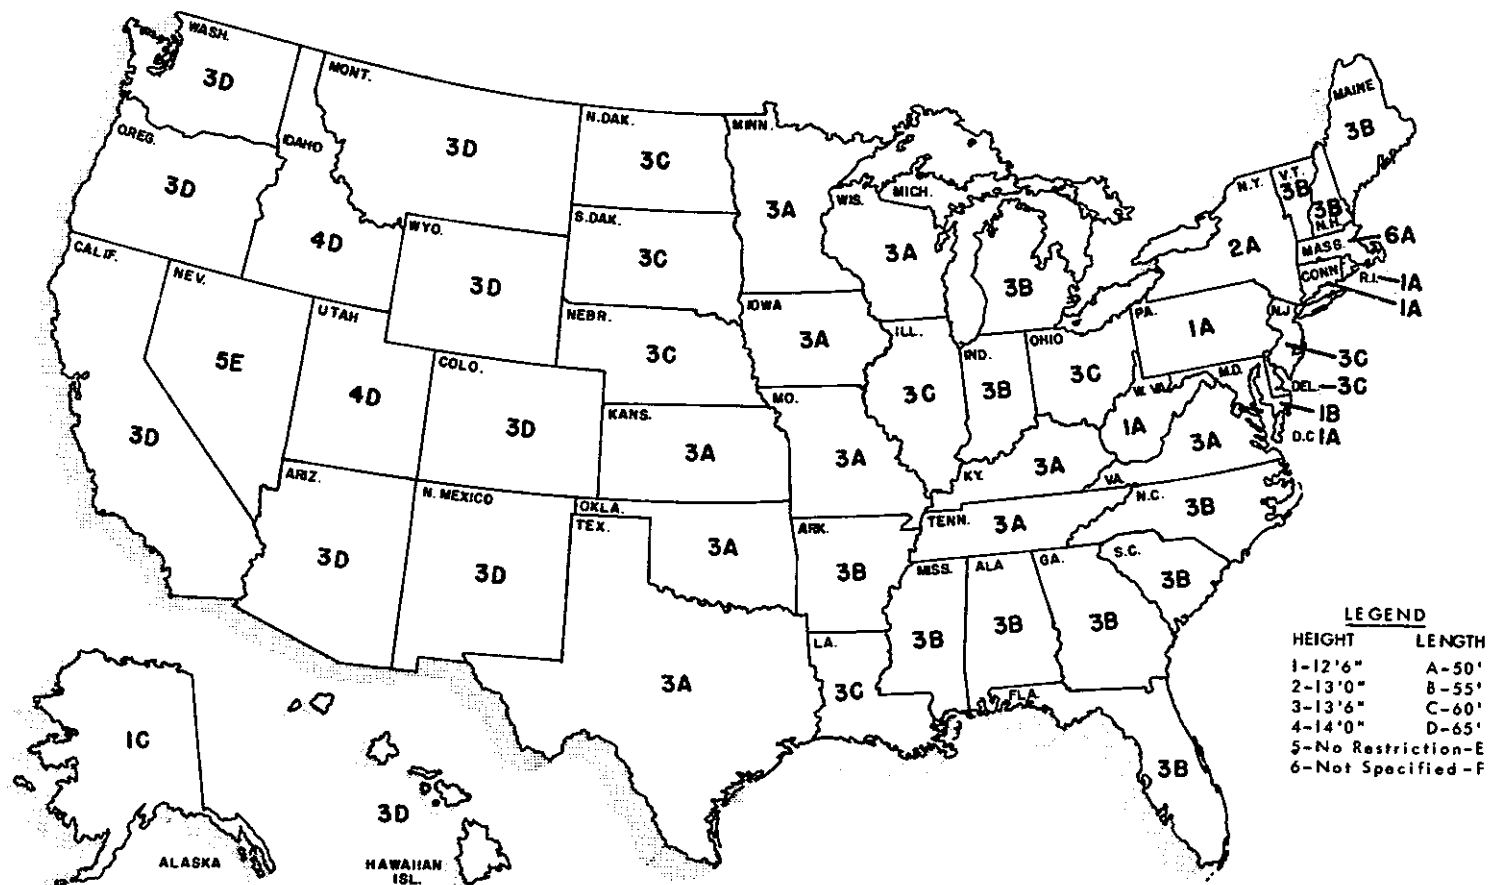 WASH.
3D
MONT.
3D
N.DAK.
3C
MINN.
3A
MAINE
3B
OREG.
3D
IDAHO
4D
WYO.
3D
S.DAK.
3C
WIS.
3A
MICH.
3B
N.Y.
2A
V.T.
3B
3B
N.H.
MASS.
6A
CONN
R.I.
1A
1A
CALIF.
3D
NEV.
5E
UTAH
4D
COLO.
3D
NEBR.
3C
IOWA
3A
ILL.
3C
IND.
3B
OHIO
3C
PA.
1A
N.J
3C
DEL.
3C
M.D.
1B
D.C 1A
W. VA.
1A
VA.
3A
KANS.
3A
MO.
3A
KY.
3A
ARIZ.
3D
N. MEXICO
3D
OKLA.
3A
TEX.
3A
ARK.
3B
TENN.
3A
N.C.
3B
S.C.
3B
MISS.
3B
ALA
3B
GA.
3B
LA.
3C
FLA.
3B
1C
ALASKA
3D
HAWAIIAN
ISL.
LEGEND
HEIGHT LENGTH
1-12'6" A-50'
2-13'0" B-55'
3-13'6" C-60'
4-14'0" D-65'
5-No Restriction-E
6-Not Specified-F